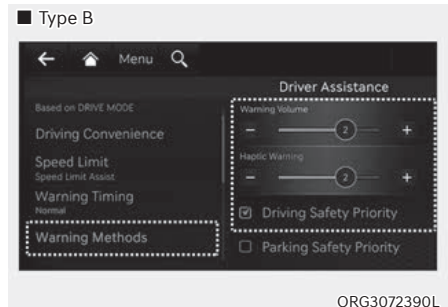 ■ Type B
Menu
Driver Assistance
Based on DRIVE MODE
Driving Convenience
Speed Limit
Speed Limit Assist
Warning Timing
Normal
Warning Methods
Warning Volume
− 2 +
Haptic Warning
− 2 +
Driving Safety Priority
Parking Safety Priority
ORG3072390L